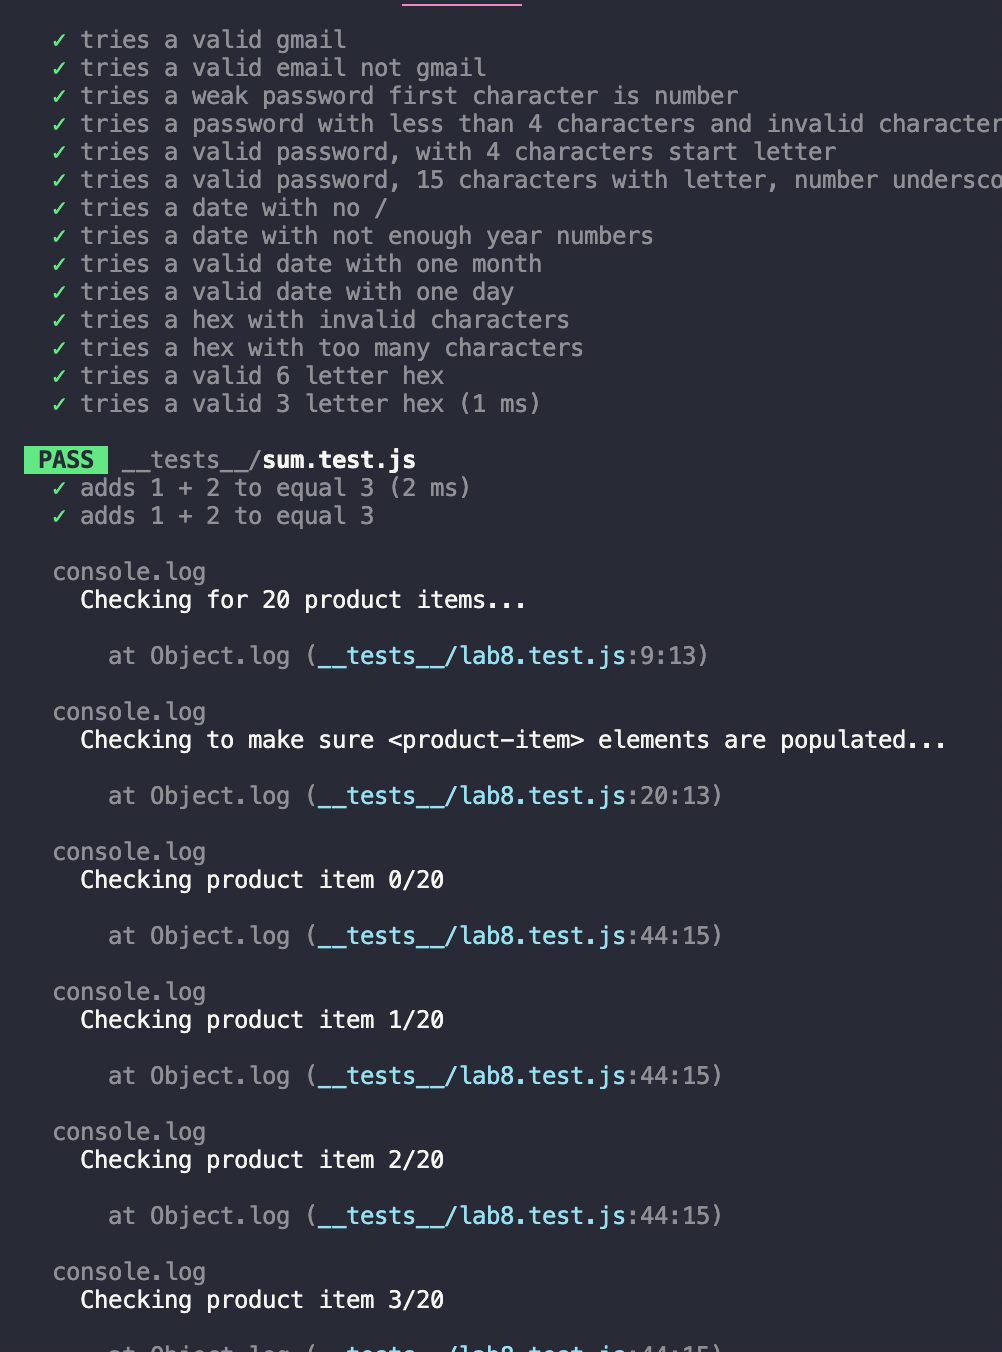 ✓ tries a valid gmail
✓ tries a valid email not gmail
✓ tries a weak password first character is number
✓ tries a password with less than 4 characters and invalid character
✓ tries a valid password, with 4 characters start letter
✓ tries a valid password, 15 characters with letter, number undersco
✓ tries a date with no /
✓ tries a date with not enough year numbers
✓ tries a valid date with one month
✓ tries a valid date with one day
✓ tries a hex with invalid characters
✓ tries a hex with too many characters
✓ tries a valid 6 letter hex
✓ tries a valid 3 letter hex (1 ms)
PASS __tests__/sum.test.js
✓ adds 1 + 2 to equal 3 (2 ms)
✓ adds 1 + 2 to equal 3
console.log
Checking for 20 product items...
at Object.log (__tests__/lab8.test.js:9:13)
console.log
Checking to make sure <product-item> elements are populated...
at Object.log (__tests__/lab8.test.js:20:13)
console.log
Checking product item 0/20
at Object.log (__tests__/lab8.test.js:44:15)
console.log
Checking product item 1/20
at Object.log (__tests__/lab8.test.js:44:15)
console.log
Checking product item 2/20
at Object.log (__tests__/lab8.test.js:44:15)
console.log
Checking product item 3/20
at Object.log (__tests__/lab8.test.js:44:15)